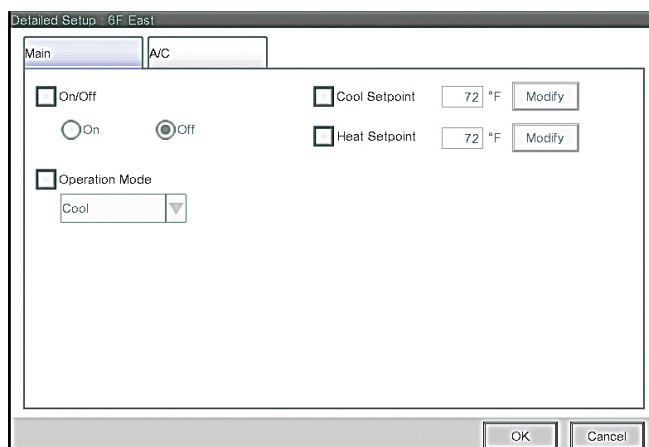 Detailed Setup : 6F East
Main
A/C
On/Off
On
Off
Operation Mode
Cool
Cool Setpoint 72 °F Modify
Heat Setpoint 72 °F Modify
OK
Cancel